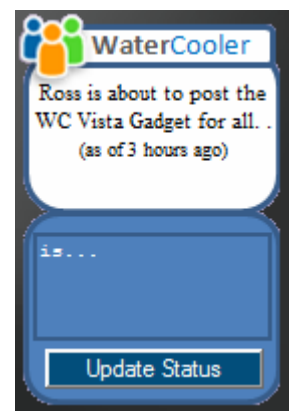 WaterCooler
Ross is about to post the
WC Vista Gadget for all. .
(as of 3 hours ago)
is...
Update Status